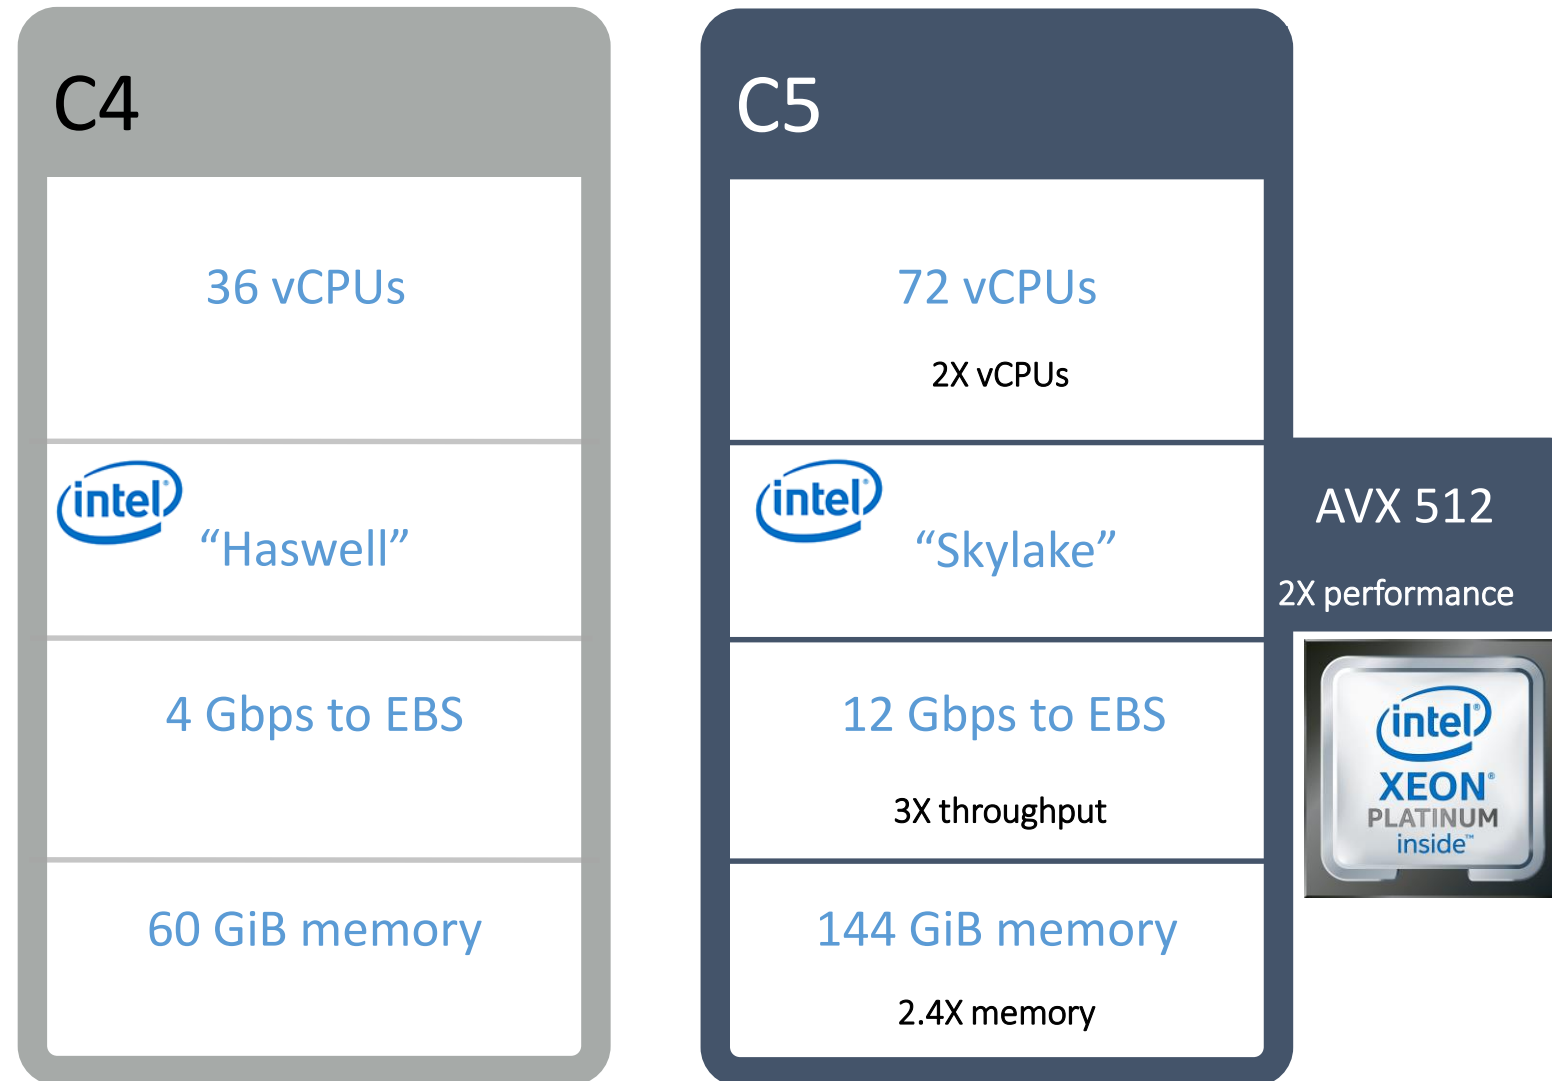 C4
36 vCPUs
intel®
“Haswell”
4 Gbps to EBS
60 GiB memory
C5
72 vCPUs
2X vCPUs
intel®
“Skylake”
12 Gbps to EBS
3X throughput
144 GiB memory
2.4X memory
AVX 512
2X performance
intel®
XEON®
PLATINUM
inside™